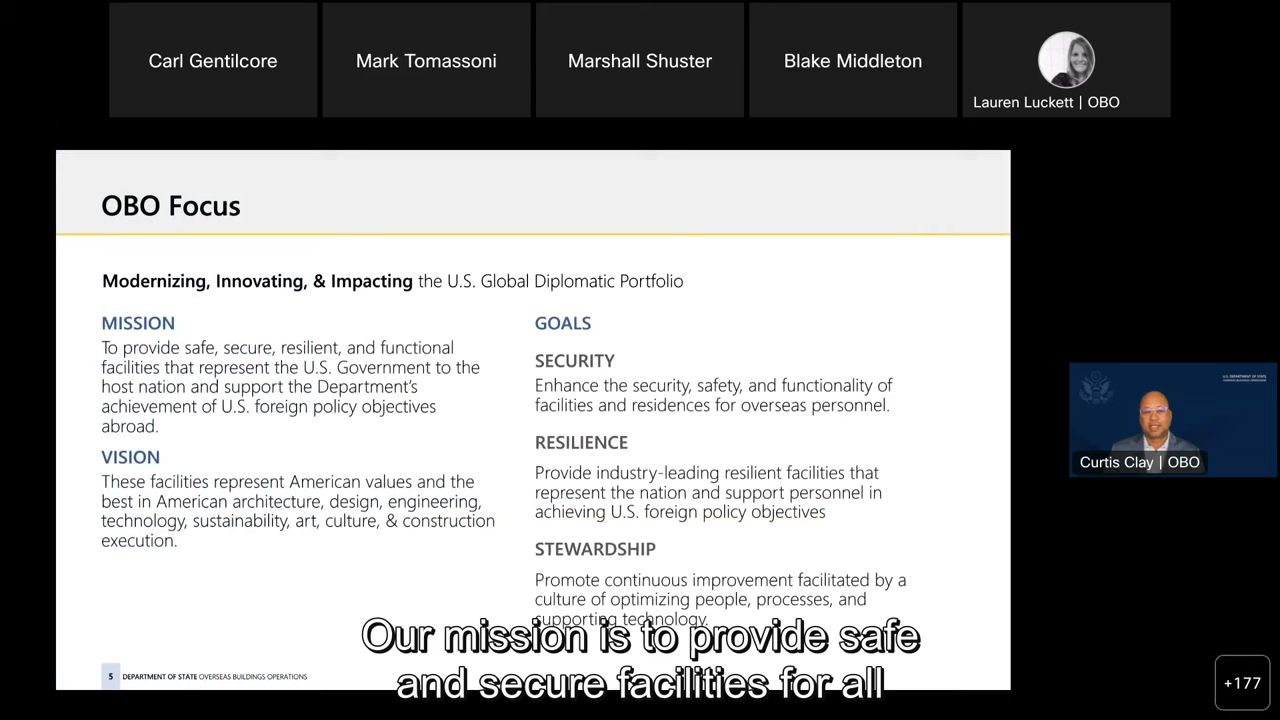 Carl Gentilcore
Mark Tomassoni
Marshall Shuster
Blake Middleton
Lauren Luckett | OBO
OBO Focus
Modernizing, Innovating, & Impacting the U.S. Global Diplomatic Portfolio
MISSION
To provide safe, secure, resilient, and functional
facilities that represent the U.S. Government to the
host nation and support the Department's
achievement of U.S. foreign policy objectives
abroad.
VISION
These facilities represent American values and the
best in American architecture, design, engineering,
technology, sustainability, art, culture, & construction
execution.
GOALS
SECURITY
Enhance the security, safety, and functionality of
facilities and residences for overseas personnel.
RESILIENCE
Provide industry-leading resilient facilities that
represent the nation and support personnel in
achieving U.S. foreign policy objectives
STEWARDSHIP
Promote continuous improvement facilitated by a
culture of optimizing people, processes, and
supporting technology.
U.S. DEPARTMENT OF STATE
OVERSEAS BUILDINGS OPERATIONS
Curtis Clay | OBO
Our mission is to provide safe
and secure facilities for all
5 DEPARTMENT OF STATE OVERSEAS BUILDINGS OPERATIONS
+177